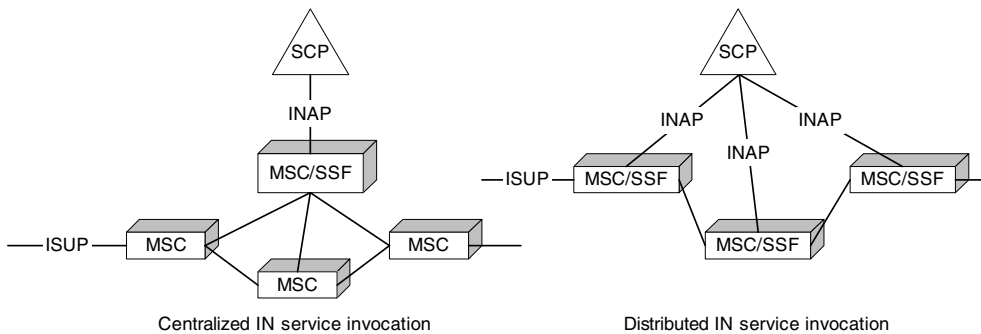 SCP
INAP
MSC/SSF
ISUP
MSC
MSC
MSC
Centralized IN service invocation
SCP
INAP
INAP
INAP
ISUP
MSC/SSF
MSC/SSF
MSC/SSF
Distributed IN service invocation